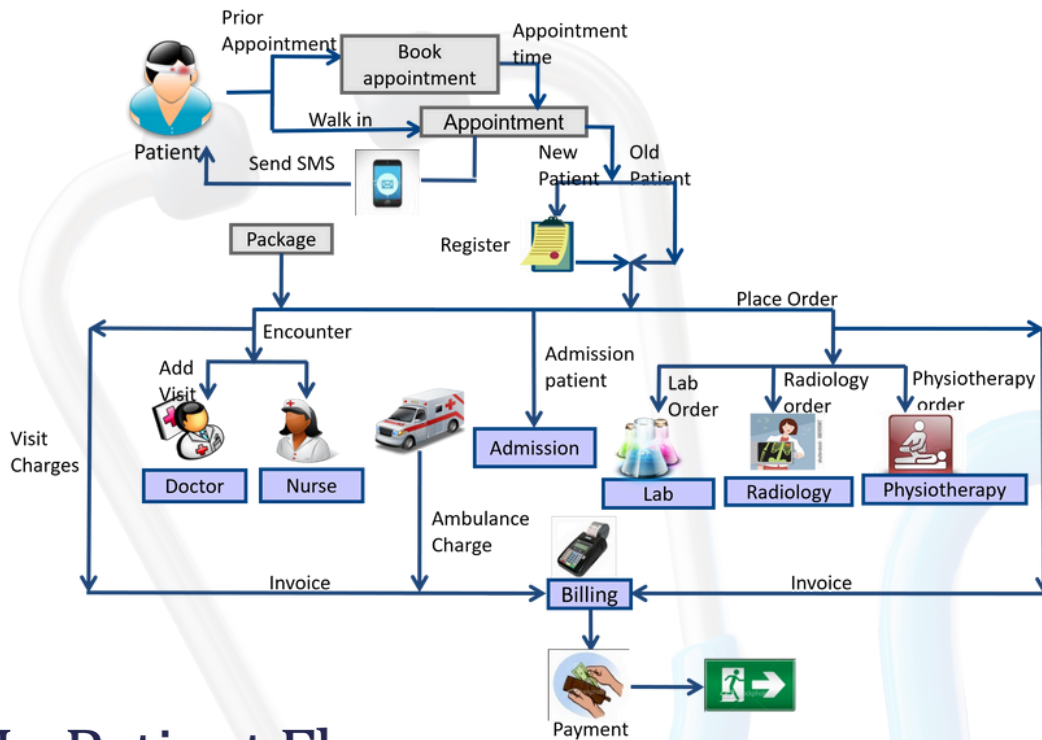 Prior
Appointment
Book
appointment
Appointment
time
Walk in
Appointment
Patient
Send SMS
New
Patient
Old
Patient
Package
Register
Place Order
Encounter
Add
Visit
Admission
patient
Lab
Order
Radiology
order
Physiotherapy
order
Visit
Charges
Doctor
Nurse
Admission
Lab
Radiology
Physiotherapy
Ambulance
Charge
Invoice
Billing
Invoice
Payment